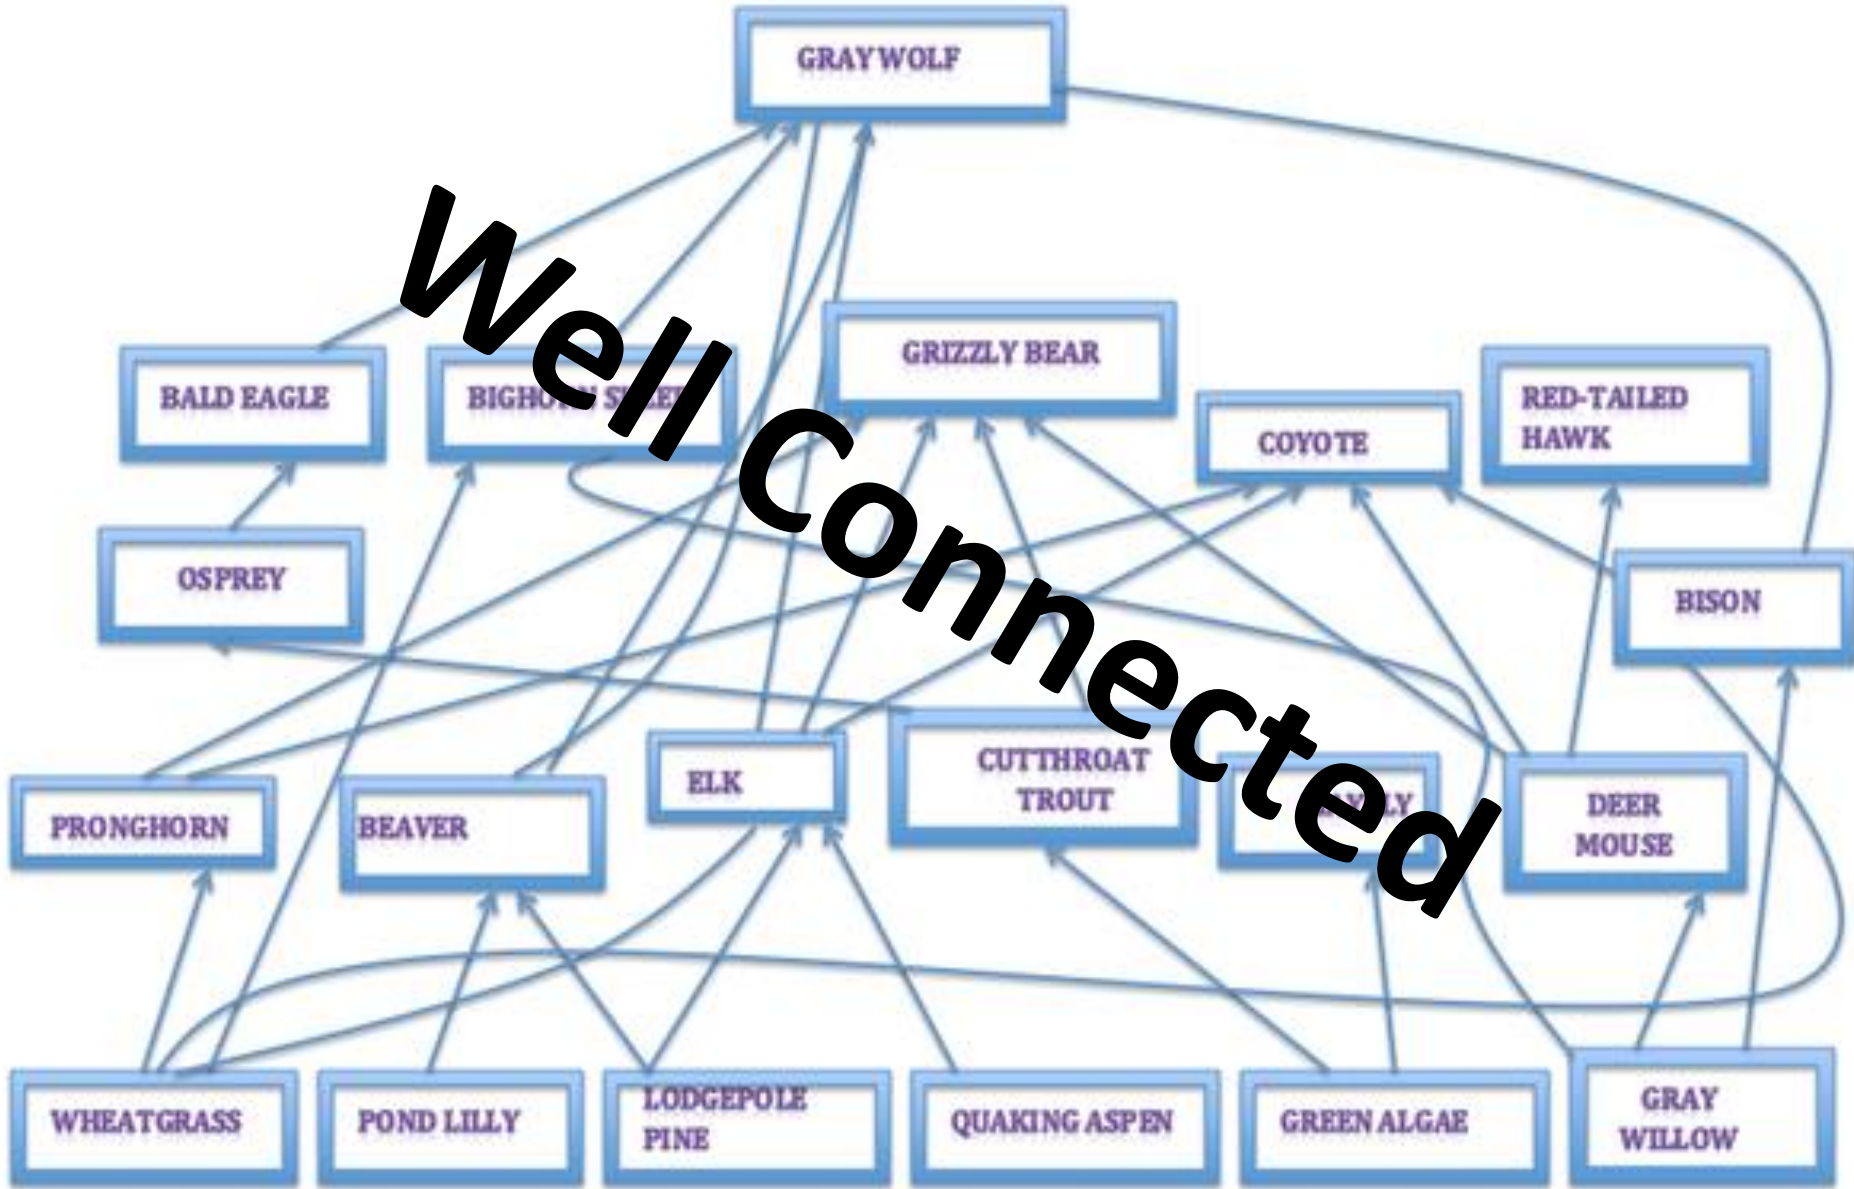 GRAY WOLF
Well Connected
GRIZZLY BEAR
BALD EAGLE
RED-TAILED
HAWK
COYOTE
OSPREY
BISON
CUTTHROAT
TROUT
ELK
DEER
MOUSE
PRONGHORN
BEAVER
WHEATGRASS
POND LILLY
LODGEPOLE
PINE
QUAKING ASPEN
GREEN ALGAE
GRAY
WILLOW